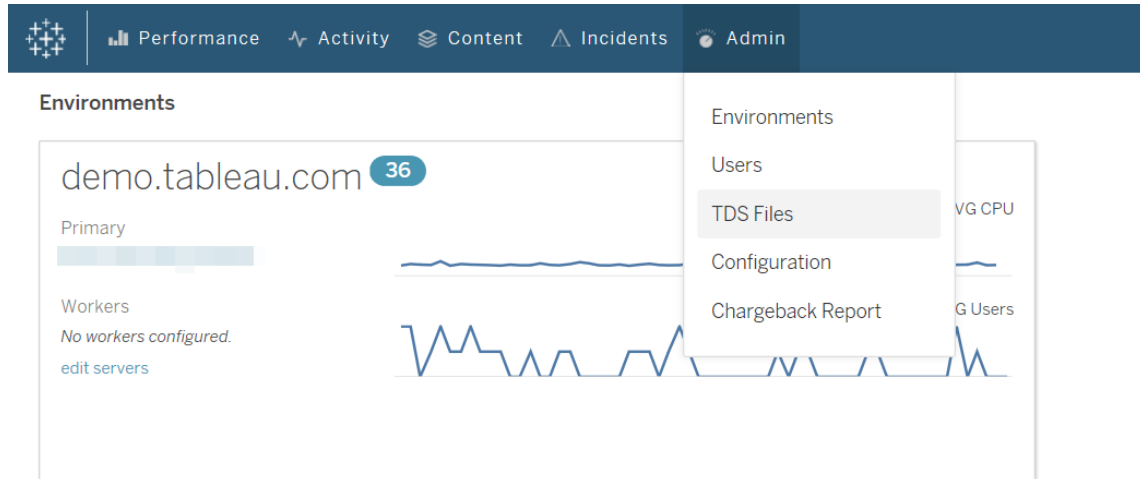 Performance Activity Content Incidents Admin
Environments
demo.tableau.com 36
Primary
Workers
No workers configured.
edit servers
Environments
Users
TDS Files
Configuration
Chargeback Report
VG CPU
G Users